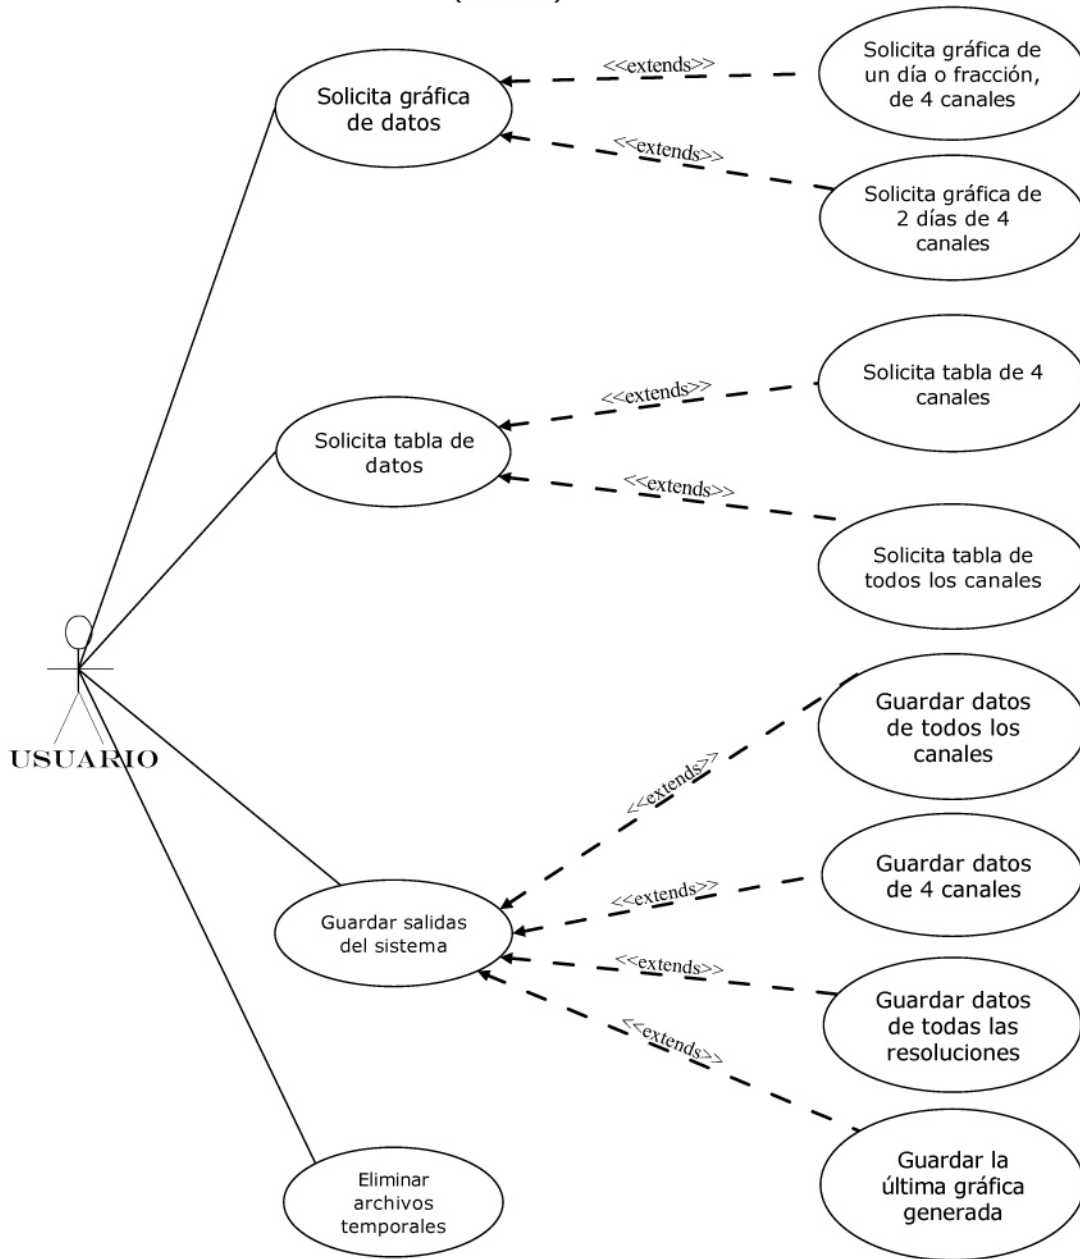 Solicita gráfica
de datos
<<extends>>
<<extends>>
Solicita gráfica de
un día o fracción,
de 4 canales
Solicita gráfica de
2 días de 4
canales
Solicita tabla de
datos
<<extends>>
<<extends>>
Solicita tabla de 4
canales
Solicita tabla de
todos los canales
USUARIO
Guardar salidas
del sistema
<<extends>>
<<extends>>
<<extends>>
<<extends>>
Guardar datos
de todos los
canales
Guardar datos
de 4 canales
Guardar datos
de todas las
resoluciones
Guardar la
última gráfica
generada
Eliminar
archivos
temporales